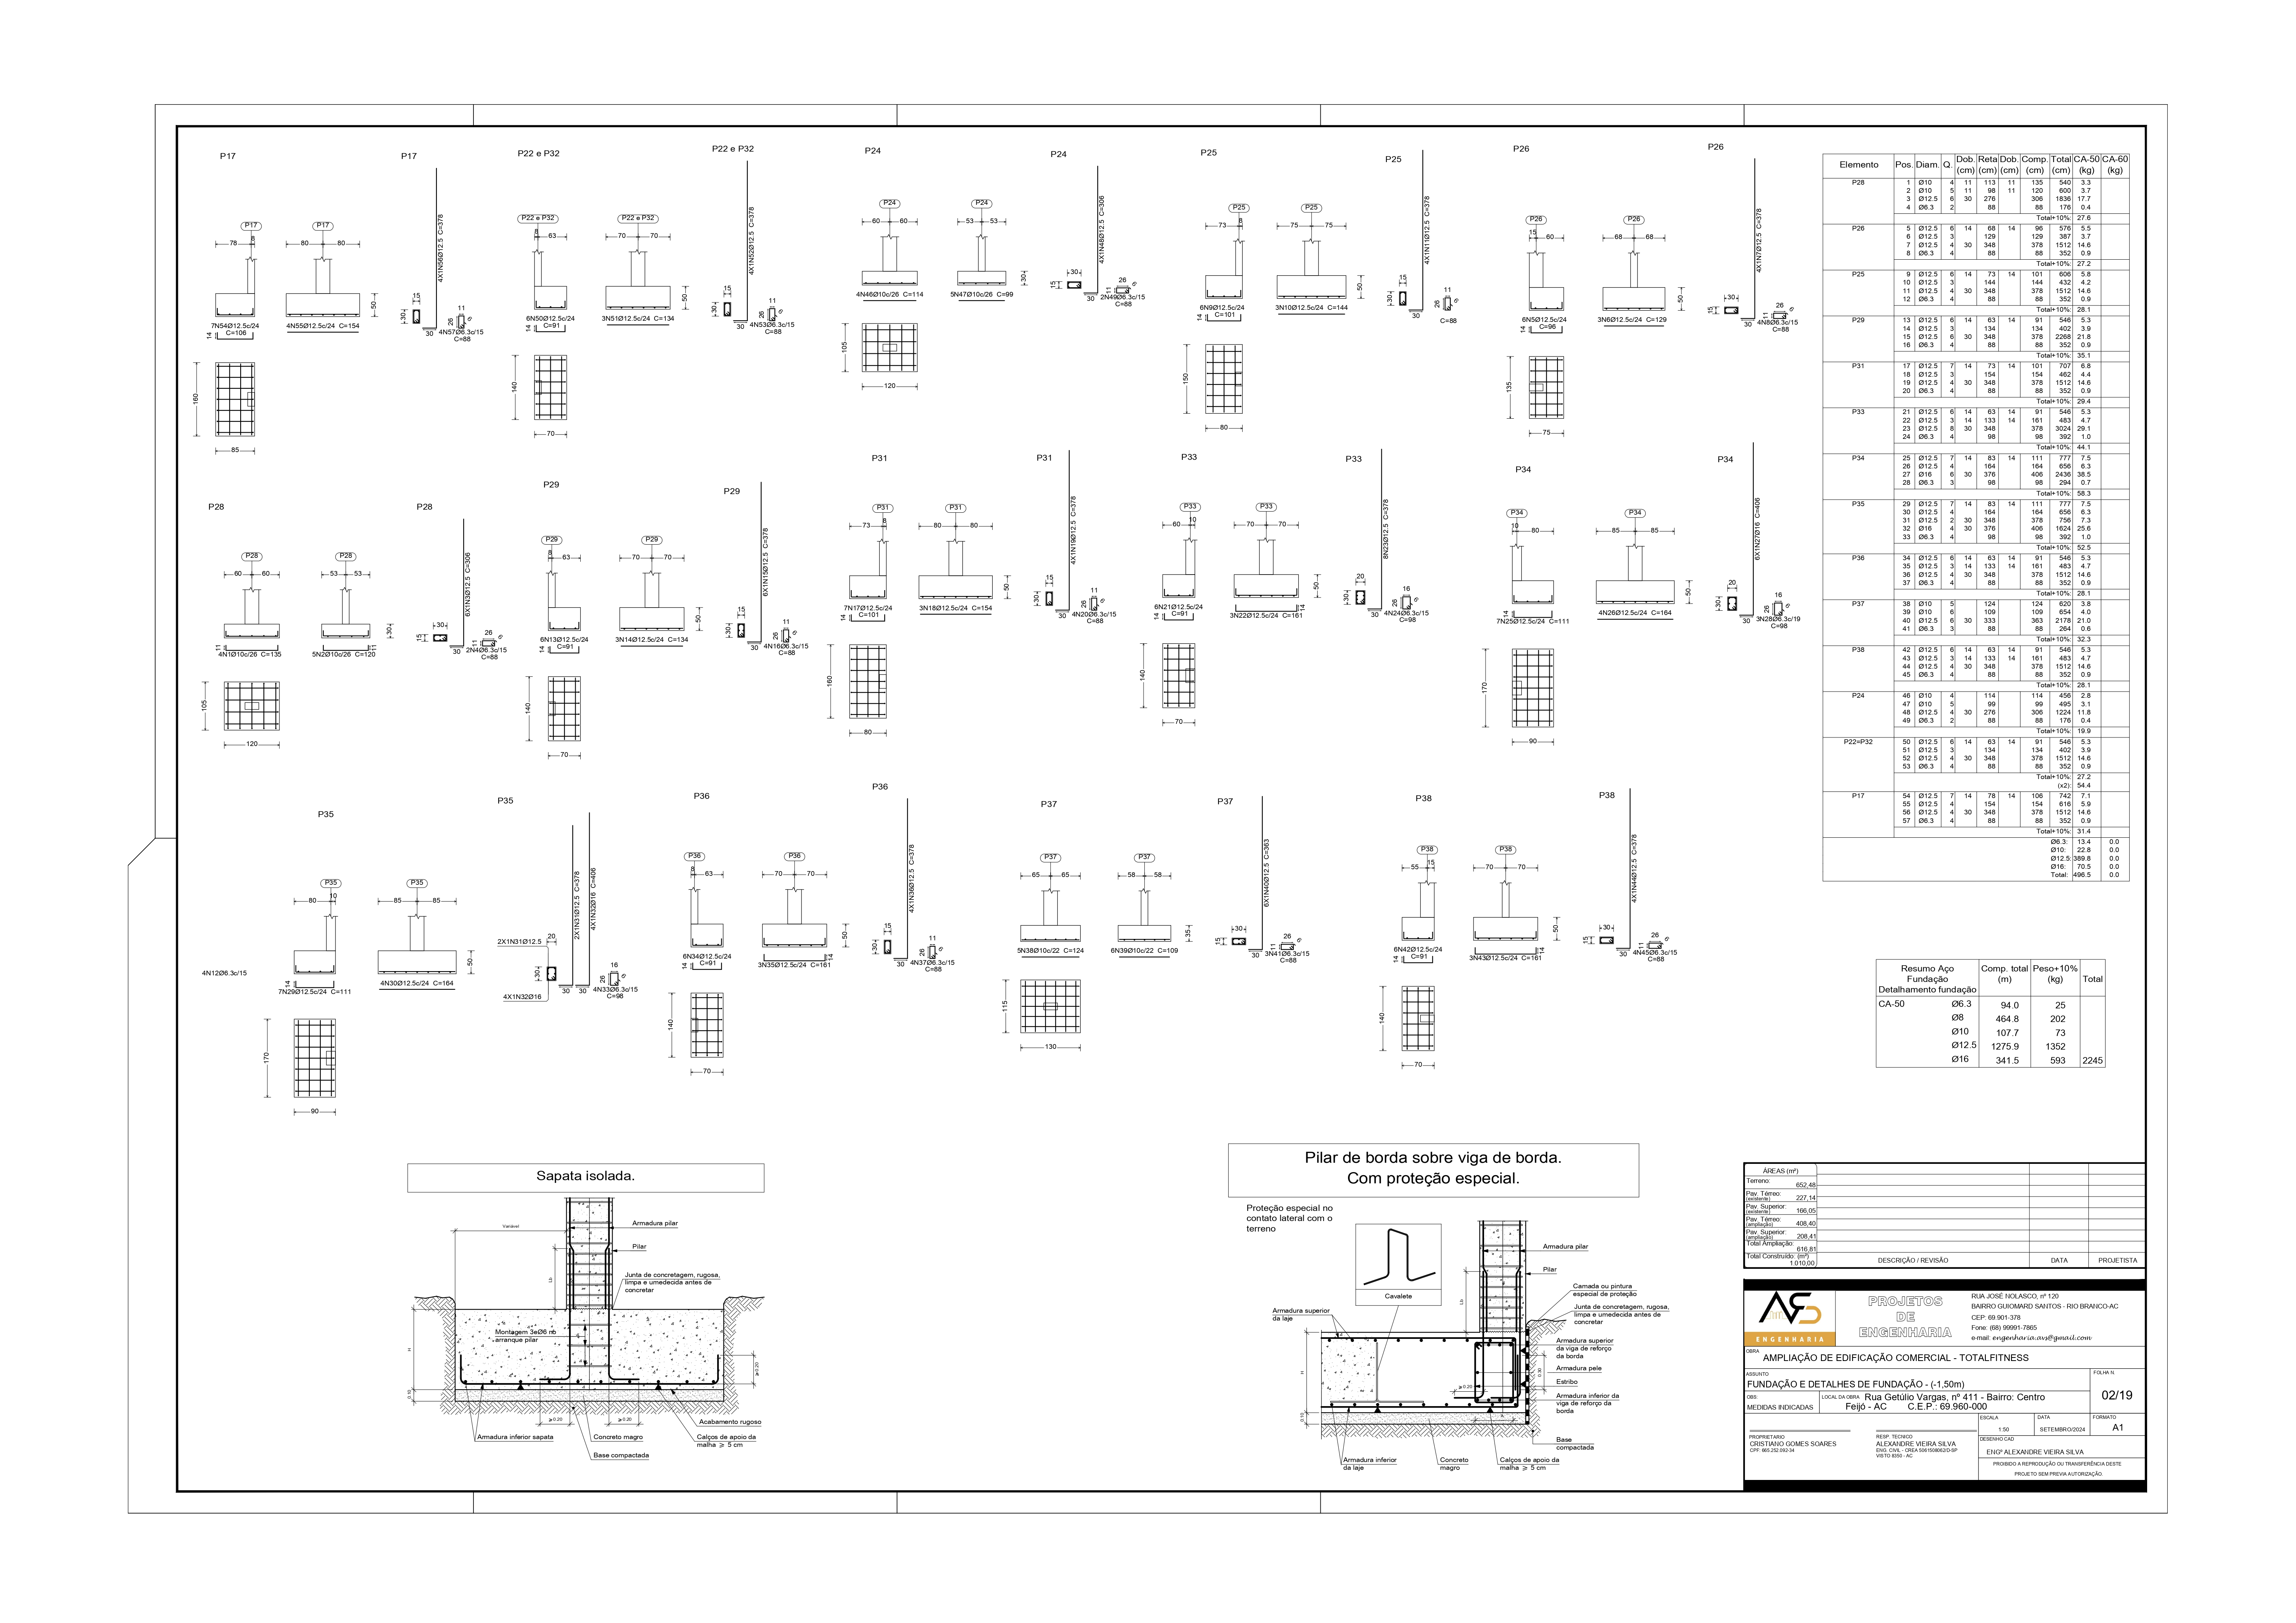 P17
P17
P17
P17
78
8
80
80
50
7N54Ø12.5c/24
C=106
14
4N55Ø12.5c/24 C=154
4X1N56Ø12.5 C=378
15
30
11
26
6
30
4N57Ø6.3c/15
C=88
160
85
P22 e P32
P22 e P32
P22 e P32
P22 e P32
8
63
70
70
50
6N50Ø12.5c/24
C=91
14
3N51Ø12.5c/24 C=134
4X1N52Ø12.5 C=378
15
30
11
26
6
30
4N53Ø6.3c/15
C=88
140
70
P24
P24
P24
P24
60
60
53
53
30
4N46Ø10c/26 C=114
5N47Ø10c/26 C=99
4X1N48Ø12.5 C=306
30
15
26
11
6
30
2N49Ø6.3c/15
C=88
105
120
P25
P25
P25
P25
73
8
75
75
50
6N9Ø12.5c/24
C=101
14
3N10Ø12.5c/24 C=144
4X1N11Ø12.5 C=378
15
30
11
26
6
30
C=88
150
80
P26
P26
P26
P26
15
60
68
68
50
6N5Ø12.5c/24
C=96
14
3N6Ø12.5c/24 C=129
4X1N7Ø12.5 C=378
30
15
26
11
6
30
4N8Ø6.3c/15
C=88
135
75
P28
P28
P28
P28
60
60
53
53
30
11
4N1Ø10c/26 C=135
5N2Ø10c/26 C=120
11
6X1N3Ø12.5 C=306
30
15
26
11
6
30
2N4Ø6.3c/15
C=88
105
120
P29
P29
P29
P29
8
63
70
70
50
6N13Ø12.5c/24
C=91
14
3N14Ø12.5c/24 C=134
6X1N15Ø12.5 C=378
15
30
11
26
6
30
4N16Ø6.3c/15
C=88
140
70
P31
P31
P31
P31
73
8
80
80
50
7N17Ø12.5c/24
C=101
14
3N18Ø12.5c/24 C=154
4X1N19Ø12.5 C=378
15
30
11
26
6
30
4N20Ø6.3c/15
C=88
160
80
P33
P33
P33
P33
60
10
70
70
50
6N21Ø12.5c/24
C=91
14
3N22Ø12.5c/24 C=161
14
8N23Ø12.5 C=378
20
30
16
26
6
30
4N24Ø6.3c/15
C=98
140
70
P34
P34
P34
P34
10
80
85
85
50
14
7N25Ø12.5c/24 C=111
4N26Ø12.5c/24 C=164
6X1N27Ø16 C=406
20
30
16
26
6
30
3N28Ø6.3c/19
C=98
170
90
P35
P35
P35
P35
80
10
85
85
50
4N12Ø6.3c/15
14
7N29Ø12.5c/24 C=111
4N30Ø12.5c/24 C=164
2X1N31Ø12.5 C=378
4X1N32Ø16 C=406
2X1N31Ø12.5
20
30
4X1N32Ø16
16
26
6
30 30
4N33Ø6.3c/15
C=98
170
90
P36
P36
P36
P36
8
63
70
70
50
6N34Ø12.5c/24
C=91
14
3N35Ø12.5c/24 C=161
14
4X1N36Ø12.5 C=378
15
30
11
26
6
30
4N37Ø6.3c/15
C=88
140
70
P37
P37
P37
P37
65
65
58
58
35
5N38Ø10c/22 C=124
6N39Ø10c/22 C=109
6X1N40Ø12.5 C=363
30
15
26
11
6
30
3N41Ø6.3c/15
C=88
115
130
P38
P38
P38
P38
55
15
70
70
50
6N42Ø12.5c/24
C=91
14
3N43Ø12.5c/24 C=161
14
4X1N44Ø12.5 C=378
30
15
26
11
6
30
4N45Ø6.3c/15
C=88
140
70
Elemento Pos. Diam. Q. Dob. Reta Dob. Comp. Total CA-50 CA-60
(cm) (cm) (cm) (cm) (cm) (kg) (kg)
P28 1 Ø10 4 11 113 11 135 540 3.3
2 Ø10 5 11 98 11 120 600 3.7
3 Ø12.5 6 30 276 306 1836 17.7
4 Ø6.3 2 88 88 176 0.4
Total+10%: 27.6
P26 5 Ø12.5 6 14 68 14 96 576 5.5
6 Ø12.5 3 129 129 387 3.7
7 Ø12.5 4 30 348 378 1512 14.6
8 Ø6.3 4 88 88 352 0.9
Total+10%: 27.2
P25 9 Ø12.5 6 14 73 14 101 606 5.8
10 Ø12.5 3 144 144 432 4.2
11 Ø12.5 4 30 348 378 1512 14.6
12 Ø6.3 4 88 88 352 0.9
Total+10%: 28.1
P29 13 Ø12.5 6 14 63 14 91 546 5.3
14 Ø12.5 3 134 134 402 3.9
15 Ø12.5 6 30 348 378 2268 21.8
16 Ø6.3 4 88 88 352 0.9
Total+10%: 35.1
P31 17 Ø12.5 7 14 73 14 101 707 6.8
18 Ø12.5 3 154 154 462 4.4
19 Ø12.5 4 30 348 378 1512 14.6
20 Ø6.3 4 88 88 352 0.9
Total+10%: 29.4
P33 21 Ø12.5 6 14 63 14 91 546 5.3
22 Ø12.5 3 14 133 14 161 483 4.7
23 Ø12.5 8 30 348 378 3024 29.1
24 Ø6.3 4 98 98 392 1.0
Total+10%: 44.1
P34 25 Ø12.5 7 14 83 14 111 777 7.5
26 Ø12.5 4 164 164 656 6.3
27 Ø16 6 30 376 406 2436 38.5
28 Ø6.3 3 98 98 294 0.7
Total+10%: 58.3
P35 29 Ø12.5 7 14 83 14 111 777 7.5
30 Ø12.5 4 164 164 656 6.3
31 Ø12.5 2 30 348 378 756 7.3
32 Ø16 4 30 376 406 1624 25.6
33 Ø6.3 4 98 98 392 1.0
Total+10%: 52.5
P36 34 Ø12.5 6 14 63 14 91 546 5.3
35 Ø12.5 3 14 133 14 161 483 4.7
36 Ø12.5 4 30 348 378 1512 14.6
37 Ø6.3 4 88 88 352 0.9
Total+10%: 28.1
P37 38 Ø10 5 124 124 620 3.8
39 Ø10 6 109 109 654 4.0
40 Ø12.5 6 30 333 363 2178 21.0
41 Ø6.3 3 88 88 264 0.6
Total+10%: 32.3
P38 42 Ø12.5 6 14 63 14 91 546 5.3
43 Ø12.5 3 14 133 14 161 483 4.7
44 Ø12.5 4 30 348 378 1512 14.6
45 Ø6.3 4 88 88 352 0.9
Total+10%: 28.1
P24 46 Ø10 4 114 114 456 2.8
47 Ø10 5 99 99 495 3.1
48 Ø12.5 4 30 276 306 1224 11.8
49 Ø6.3 2 88 88 176 0.4
Total+10%: 19.9
P22=P32 50 Ø12.5 6 14 63 14 91 546 5.3
51 Ø12.5 3 134 134 402 3.9
52 Ø12.5 4 30 348 378 1512 14.6
53 Ø6.3 4 88 88 352 0.9
Total+10%: 27.2
(x2): 54.4
P17 54 Ø12.5 7 14 78 14 106 742 7.1
55 Ø12.5 4 154 154 616 5.9
56 Ø12.5 4 30 348 378 1512 14.6
57 Ø6.3 4 88 88 352 0.9
Total+10%: 31.4
Ø6.3: 13.4 0.0
Ø10: 22.8 0.0
Ø12.5: 389.8 0.0
Ø16: 70.5 0.0
Total: 496.5 0.0
Resumo Aço Comp. total Peso+10%
Fundação (m) (kg) Total
Detalhamento fundação
CA-50 Ø6.3 94.0 25
Ø8 464.8 202
Ø10 107.7 73
Ø12.5 1275.9 1352
Ø16 341.5 593 2245
Sapata isolada.
Variável
Armadura pilar
Pilar
Lb
Junta de concretagem, rugosa,
limpa e umedecida antes de
concretar
Montagem 3eØ6 no
arranque pilar
H
≥ 0.20
0.10
≥ 0.20
≥ 0.20
Acabamento rugoso
Armadura inferior sapata
Concreto magro
Calços de apoio da
malha ≥ 5 cm
Base compactada
Pilar de borda sobre viga de borda.
Com proteção especial.
Proteção especial no
contato lateral com o
terreno
Cavalete
Armadura pilar
Pilar
Lb
Camada ou pintura
especial de proteção
Junta de concretagem, rugosa,
limpa e umedecida antes de
concretar
Armadura superior
da laje
Armadura superior
da viga de reforço
da borda
Armadura pele
Estribo
Armadura inferior da
viga de reforço da
borda
H
0.10
≥ 0.20
0.30
Base
compactada
Armadura inferior
da laje
Concreto
magro
Calços de apoio da
malha ≥ 5 cm
ÁREAS (m²)
Terreno:
652,48
Pav. Térreo:
(existente) 227,14
Pav. Superior:
(existente) 166,05
Pav. Térreo:
(ampliação) 408,40
Pav. Superior:
(ampliação) 208,41
Total Ampliação:
616,81
Total Construído: (m²)
1.010,00
DESCRIÇÃO / REVISÃO DATA PROJETISTA
ENGENHARIA
PROJETOS
DE
ENGENHARIA
RUA JOSÉ NOLASCO, nº 120
BAIRRO GUIOMARD SANTOS - RIO BRANCO-AC
CEP: 69.901-378
Fone: (68) 99991-7865
e-mail: engenharia.avs@gmail.com
OBRA
AMPLIAÇÃO DE EDIFICAÇÃO COMERCIAL - TOTALFITNESS
ASSUNTO
FUNDAÇÃO E DETALHES DE FUNDAÇÃO - (-1,50m)
FOLHA N.
02/19
OBS:
MEDIDAS INDICADAS
LOCAL DA OBRA Rua Getúlio Vargas, nº 411 - Bairro: Centro
Feijó - AC C.E.P.: 69.960-000
ESCALA
1:50
DATA
SETEMBRO/2024
FORMATO
A1
PROPRIETARIO
CRISTIANO GOMES SOARES
CPF: 665.252.092-34
RESP. TECNICO
ALEXANDRE VIEIRA SILVA
ENG. CIVIL - CREA 5061508062/D-SP
VISTO 8350 - AC
DESENHO CAD
ENGº ALEXANDRE VIEIRA SILVA
PROIBIDO A REPRODUÇÃO OU TRANSFERÊNCIA DESTE
PROJETO SEM PREVIA AUTORIZAÇÃO.